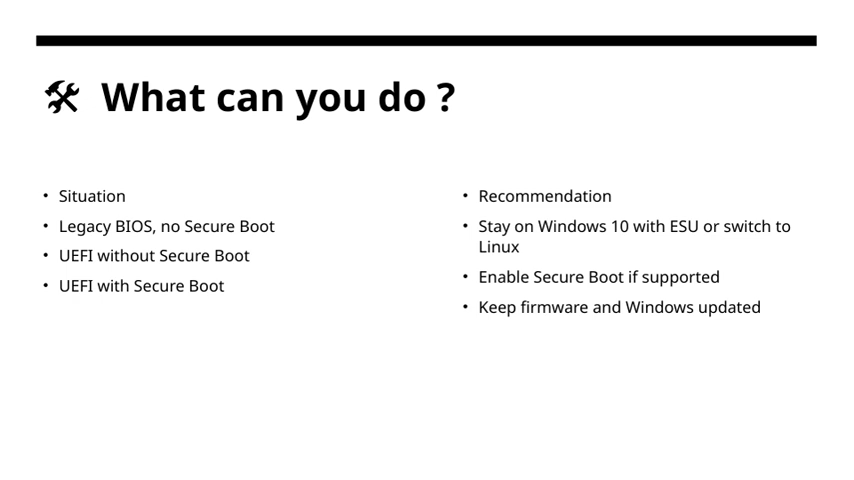 🛠 What can you do ?
• Situation
• Legacy BIOS, no Secure Boot
• UEFI without Secure Boot
• UEFI with Secure Boot
• Recommendation
• Stay on Windows 10 with ESU or switch to
Linux
• Enable Secure Boot if supported
• Keep firmware and Windows updated